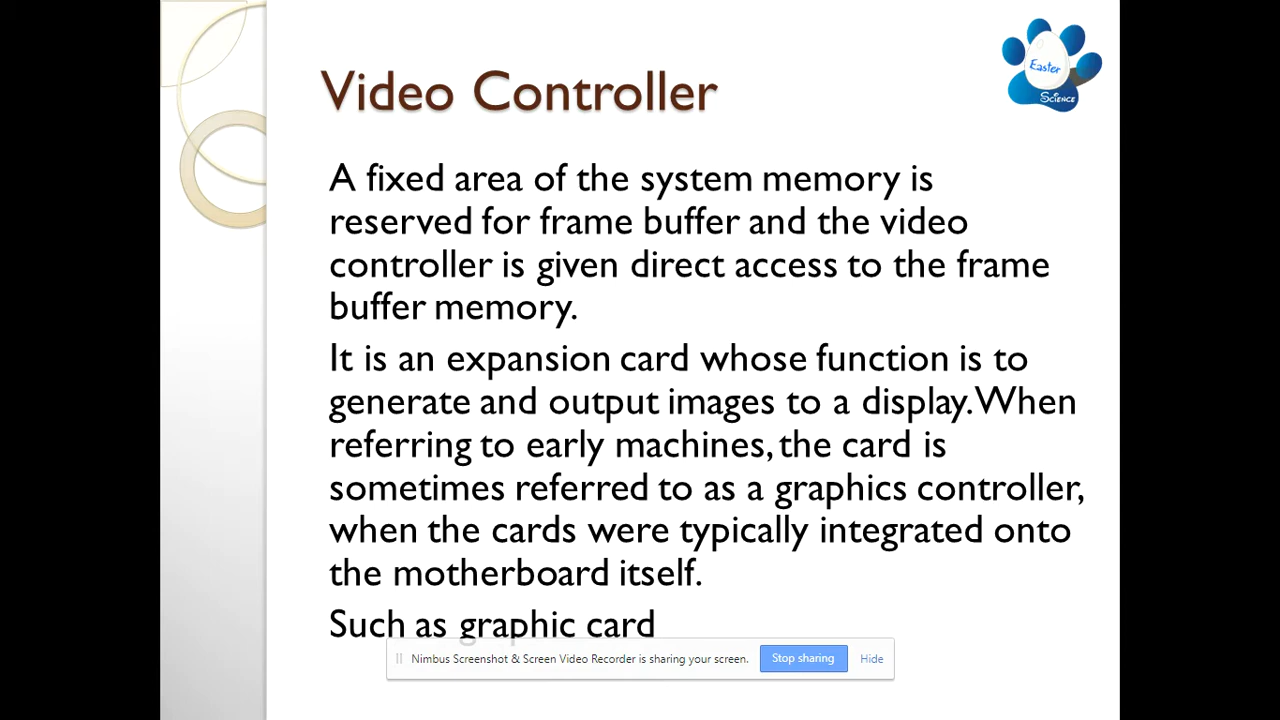 Video Controller
Easter
Science
A fixed area of the system memory is
reserved for frame buffer and the video
controller is given direct access to the frame
buffer memory.
It is an expansion card whose function is to
generate and output images to a display. When
referring to early machines, the card is
sometimes referred to as a graphics controller,
when the cards were typically integrated onto
the motherboard itself.
Such as graphic card
Nimbus Screenshot & Screen Video Recorder is sharing your screen. Stop sharing Hide